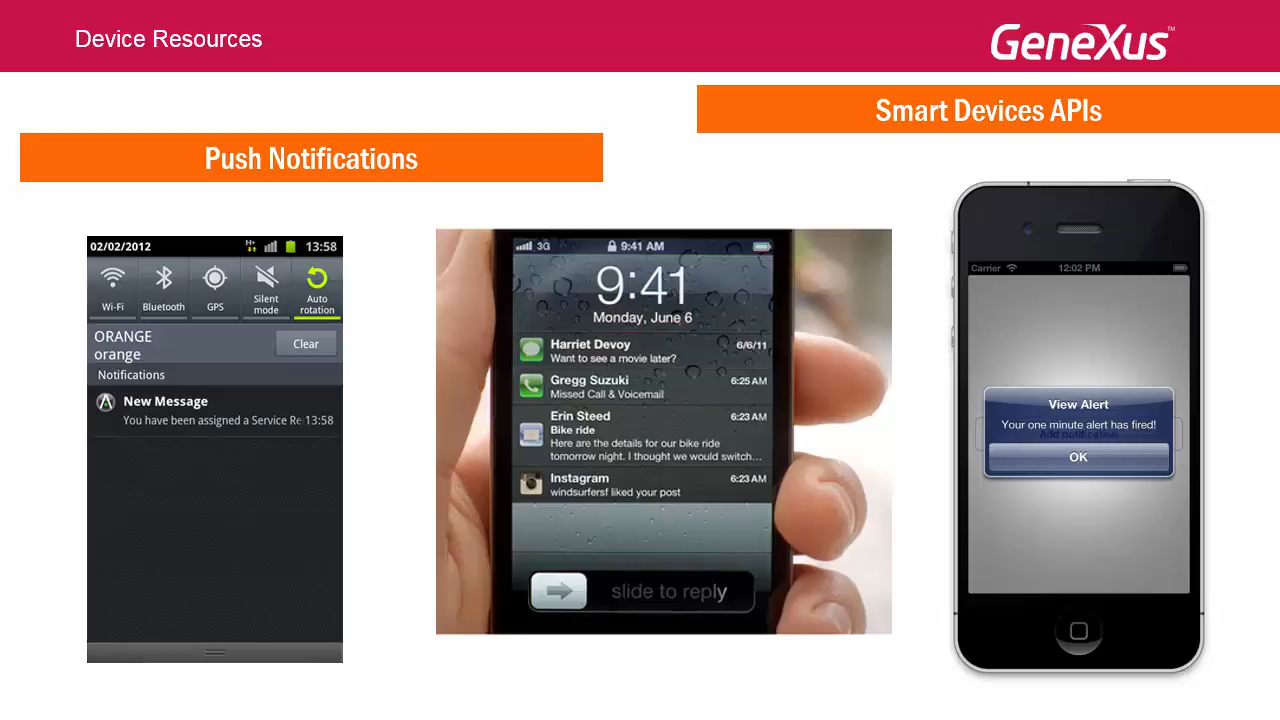 Device Resources
GeneXus™
Smart Devices APIs
Push Notifications
02/02/2012 H+ 13:58
Wi-Fi Bluetooth GPS Silent mode Auto rotation
ORANGE
orange
Clear
Notifications
New Message
You have been assigned a Service Re 13:58
3G 9:41 AM
9:41
Monday, June 6
Harriet Devoy 6/6/11
Want to see a movie later?
Gregg Suzuki 6:25 AM
Missed Call & Voicemail
Erin Steed 6:23 AM
Bike ride
Here are the details for our bike ride
tomorrow night. I thought we would switch...
Instagram 6:23 AM
windsurfersf liked your post
slide to reply
Carrier 12:02 PM
View Alert
Your one minute alert has fired!
Add notification
OK